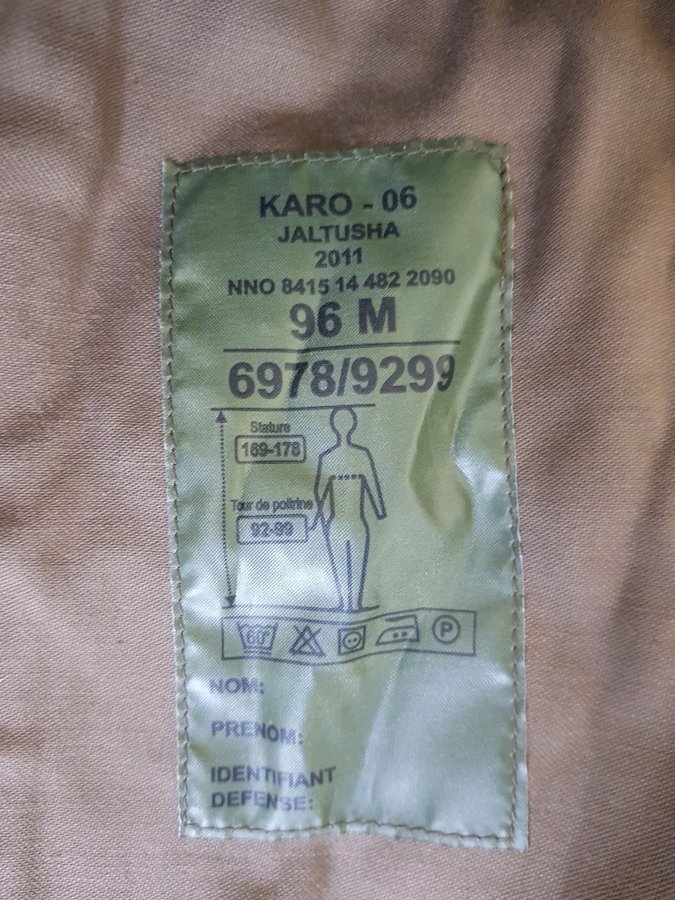 KARO - 06
JALTUSHA
2011
NNO 8415 14 482 2090
96 M
6978/9299
Stature
169-178
Tour de poitrine
92-99
60°
P
NOM:
PRENOM:
IDENTIFIANT
DEFENSE: